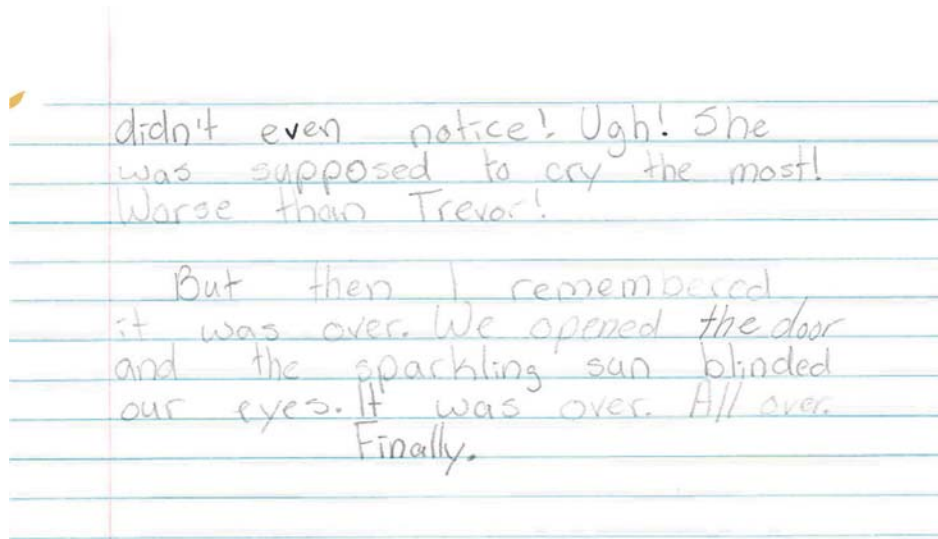 didn't even notice! Ugh! She
was supposed to cry the most!
Worse than Trevor!
But then I remembered
it was over. We opened the door
and the sparkling sun blinded
our eyes. It was over. All over.
Finally.